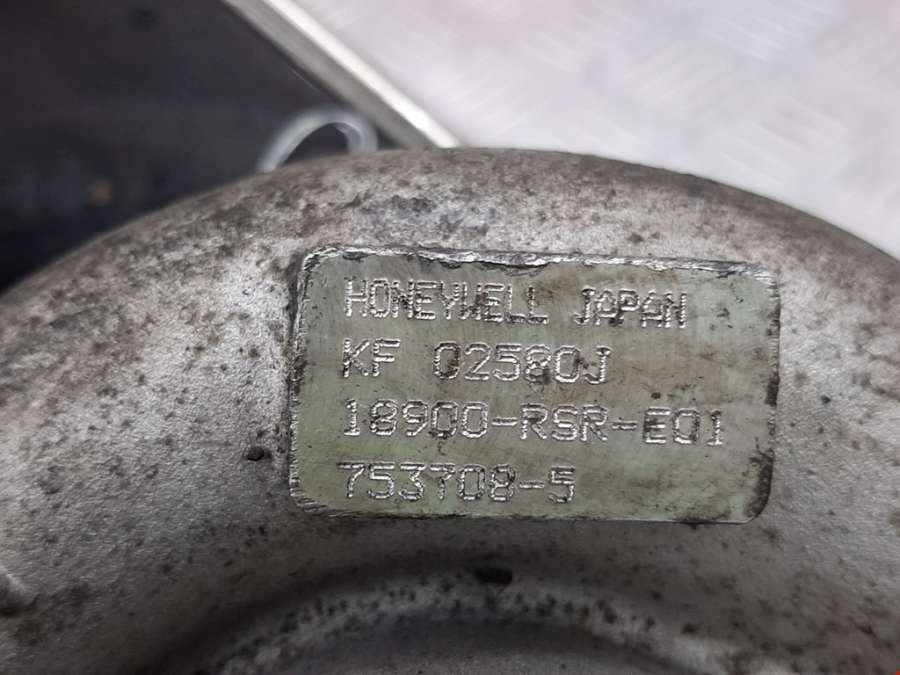 HONEYWELL JAPAN
KF 02580J
18900-RSR-E01
753708-5